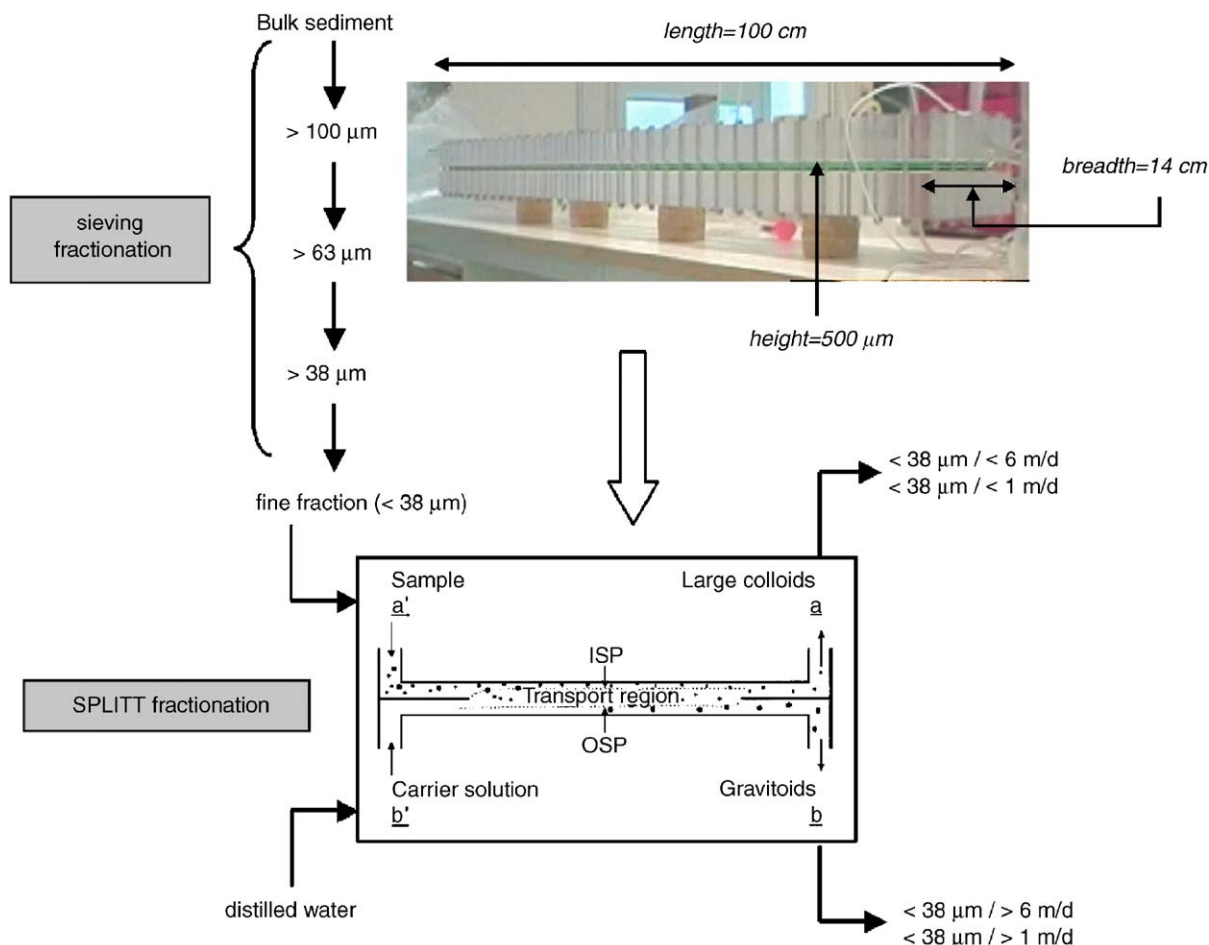 Bulk sediment
> 100 μm
> 63 μm
> 38 μm
fine fraction (< 38 μm)
sieving
fractionation
length=100 cm
breadth=14 cm
height=500 μm
< 38 μm / < 6 m/d
< 38 μm / < 1 m/d
Sample
a'
Large colloids
a
ISP
Transport region
OSP
Carrier solution
b'
Gravitoids
b
SPLITT fractionation
distilled water
< 38 μm / > 6 m/d
< 38 μm / > 1 m/d